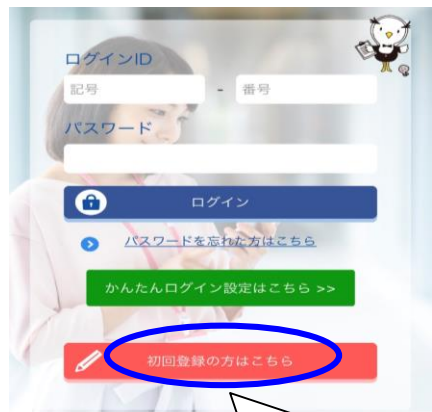 ログインID
記号 - 番号
パスワード
ログイン
パスワードを忘れた方はこちら
かんたんログイン設定はこちら >>
初回登録の方はこちら